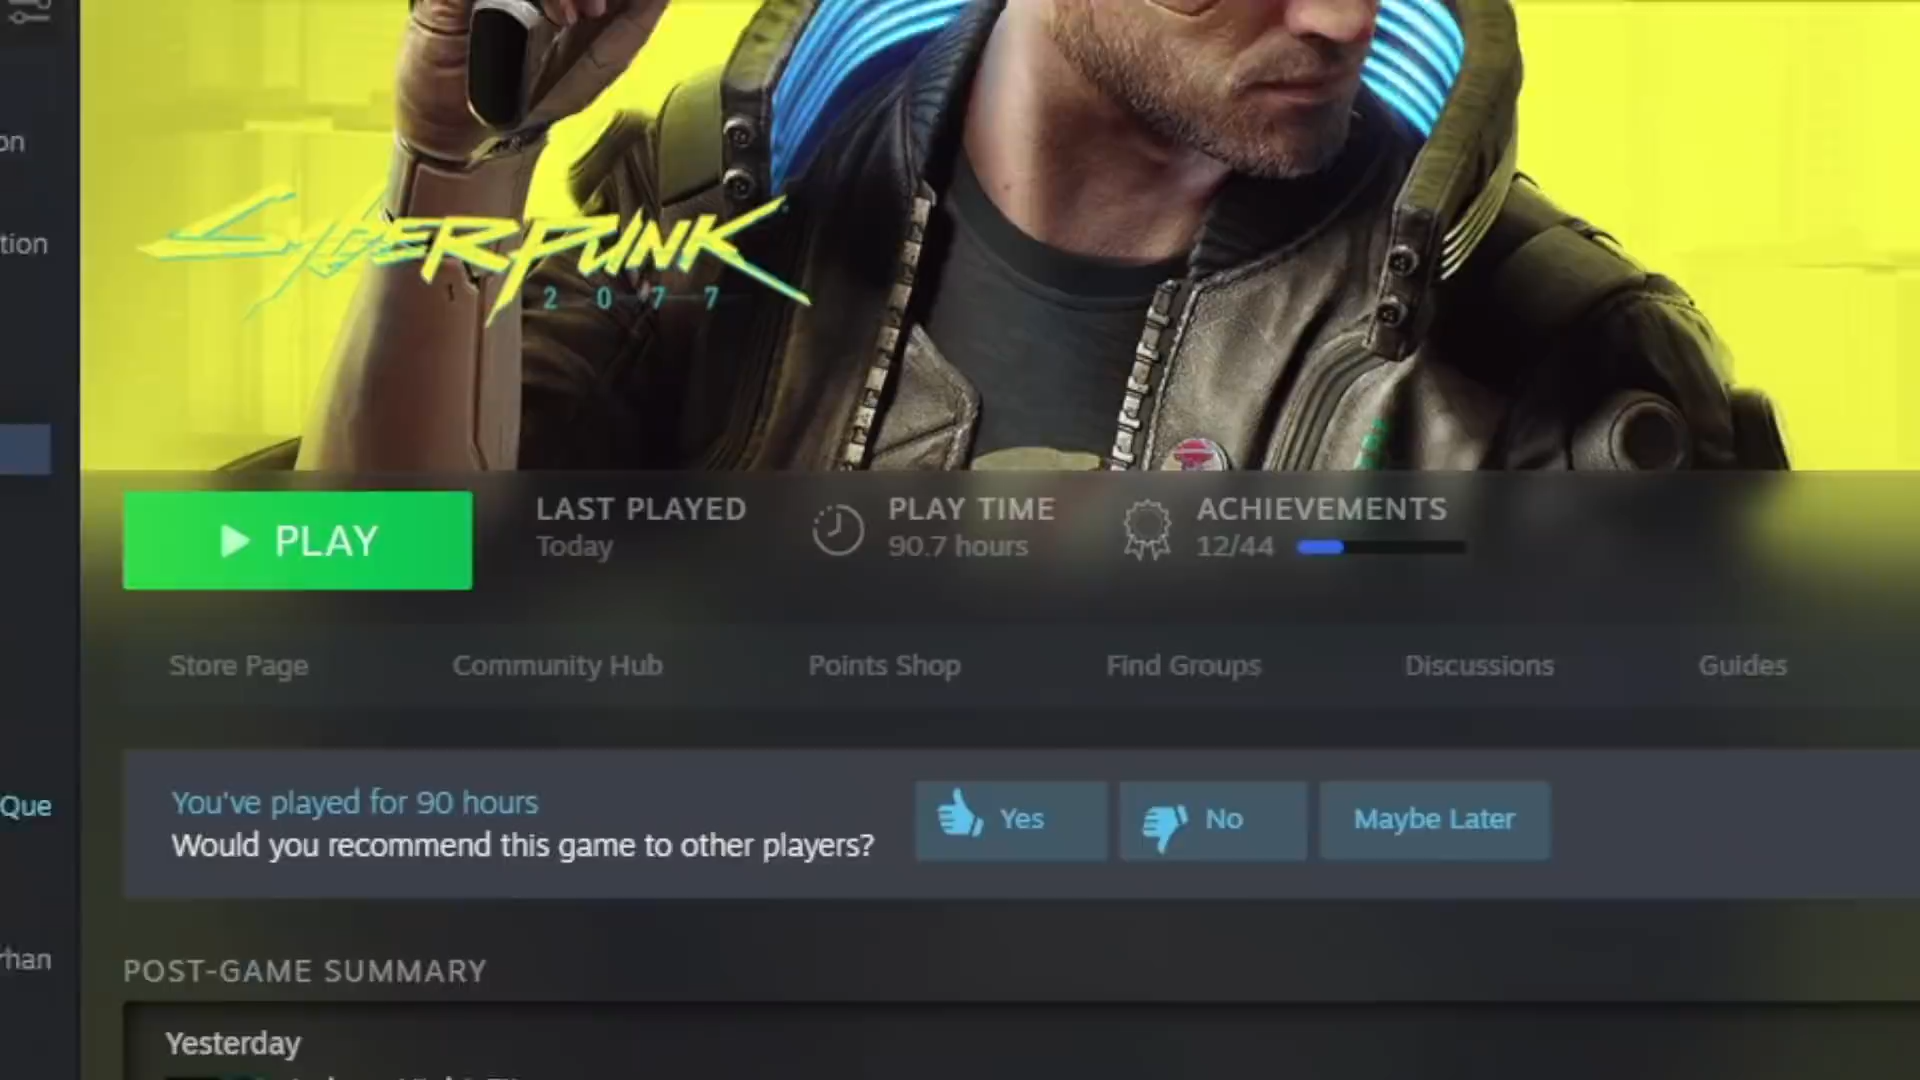 on
tion
CYBERPUNK
2077
PLAY
LAST PLAYED
Today
PLAY TIME
90.7 hours
ACHIEVEMENTS
12/44
Store Page
Community Hub
Points Shop
Find Groups
Discussions
Guides
You've played for 90 hours
Would you recommend this game to other players?
Yes
No
Maybe Later
Que
rhan
POST-GAME SUMMARY
Yesterday